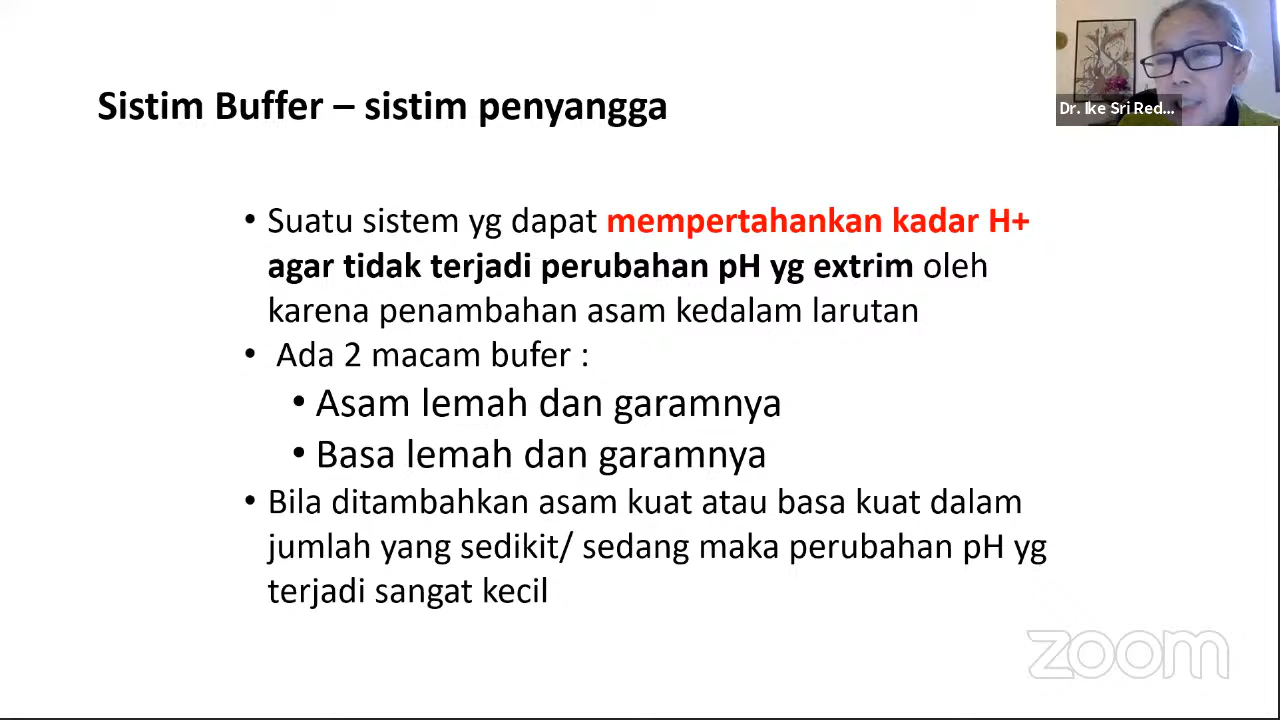 Dr. Ike Sri Red...
Sistim Buffer – sistim penyangga
• Suatu sistem yg dapat mempertahankan kadar H+
agar tidak terjadi perubahan pH yg extrim oleh
karena penambahan asam kedalam larutan
• Ada 2 macam bufer :
• Asam lemah dan garamnya
• Basa lemah dan garamnya
• Bila ditambahkan asam kuat atau basa kuat dalam
jumlah yang sedikit/ sedang maka perubahan pH yg
terjadi sangat kecil
zoom